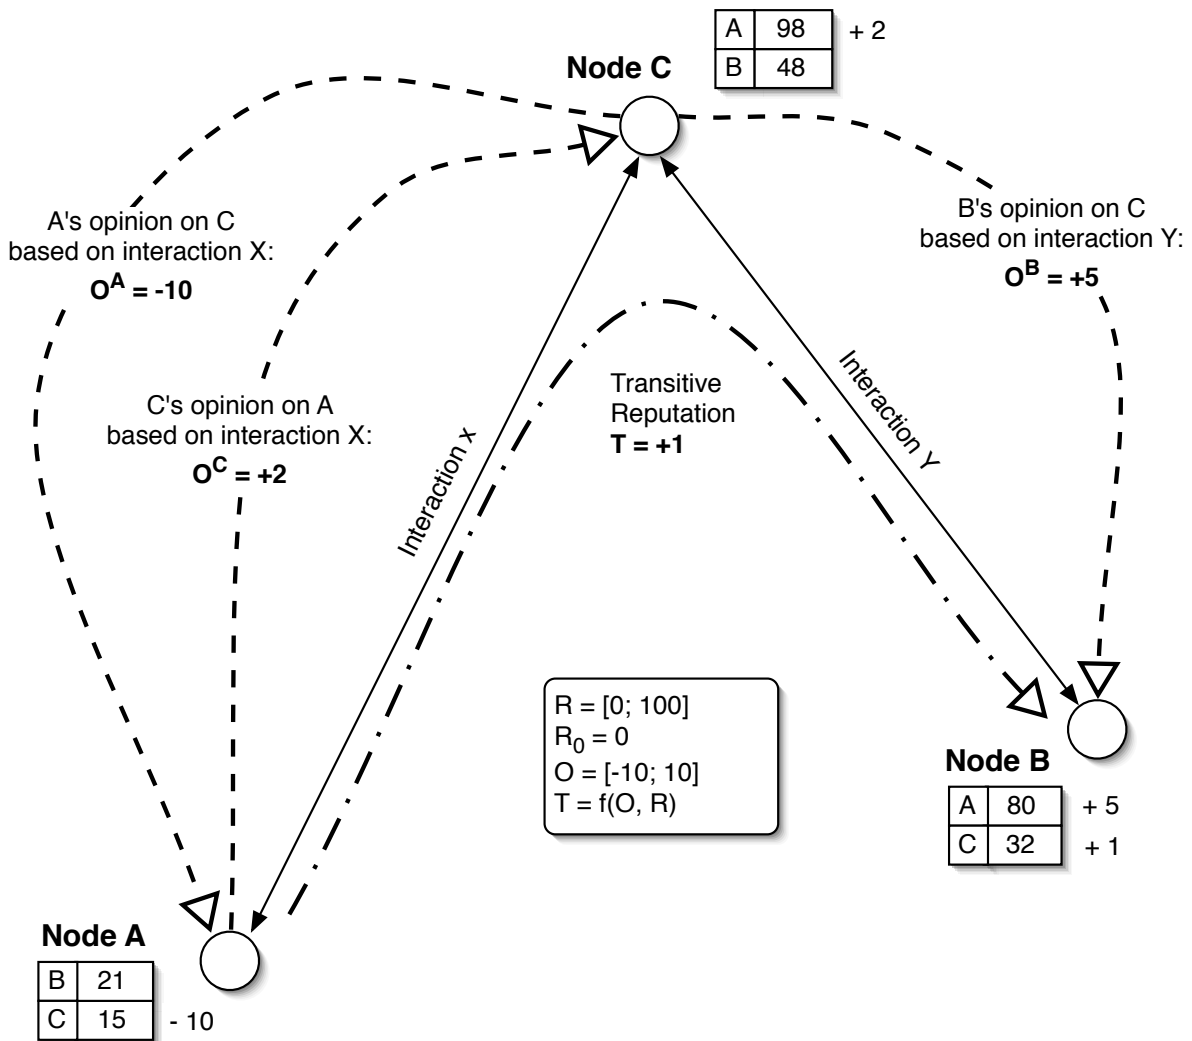 A 98 + 2
B 48
Node C
A's opinion on C
based on interaction X:
O^A = -10
B's opinion on C
based on interaction Y:
O^B = +5
C's opinion on A
based on interaction X:
O^C = +2
Interaction x
Transitive
Reputation
T = +1
Interaction Y
R = [0; 100]
R_0 = 0
O = [-10; 10]
T = f(O, R)
Node B
A 80 + 5
C 32 + 1
Node A
B 21
C 15 - 10